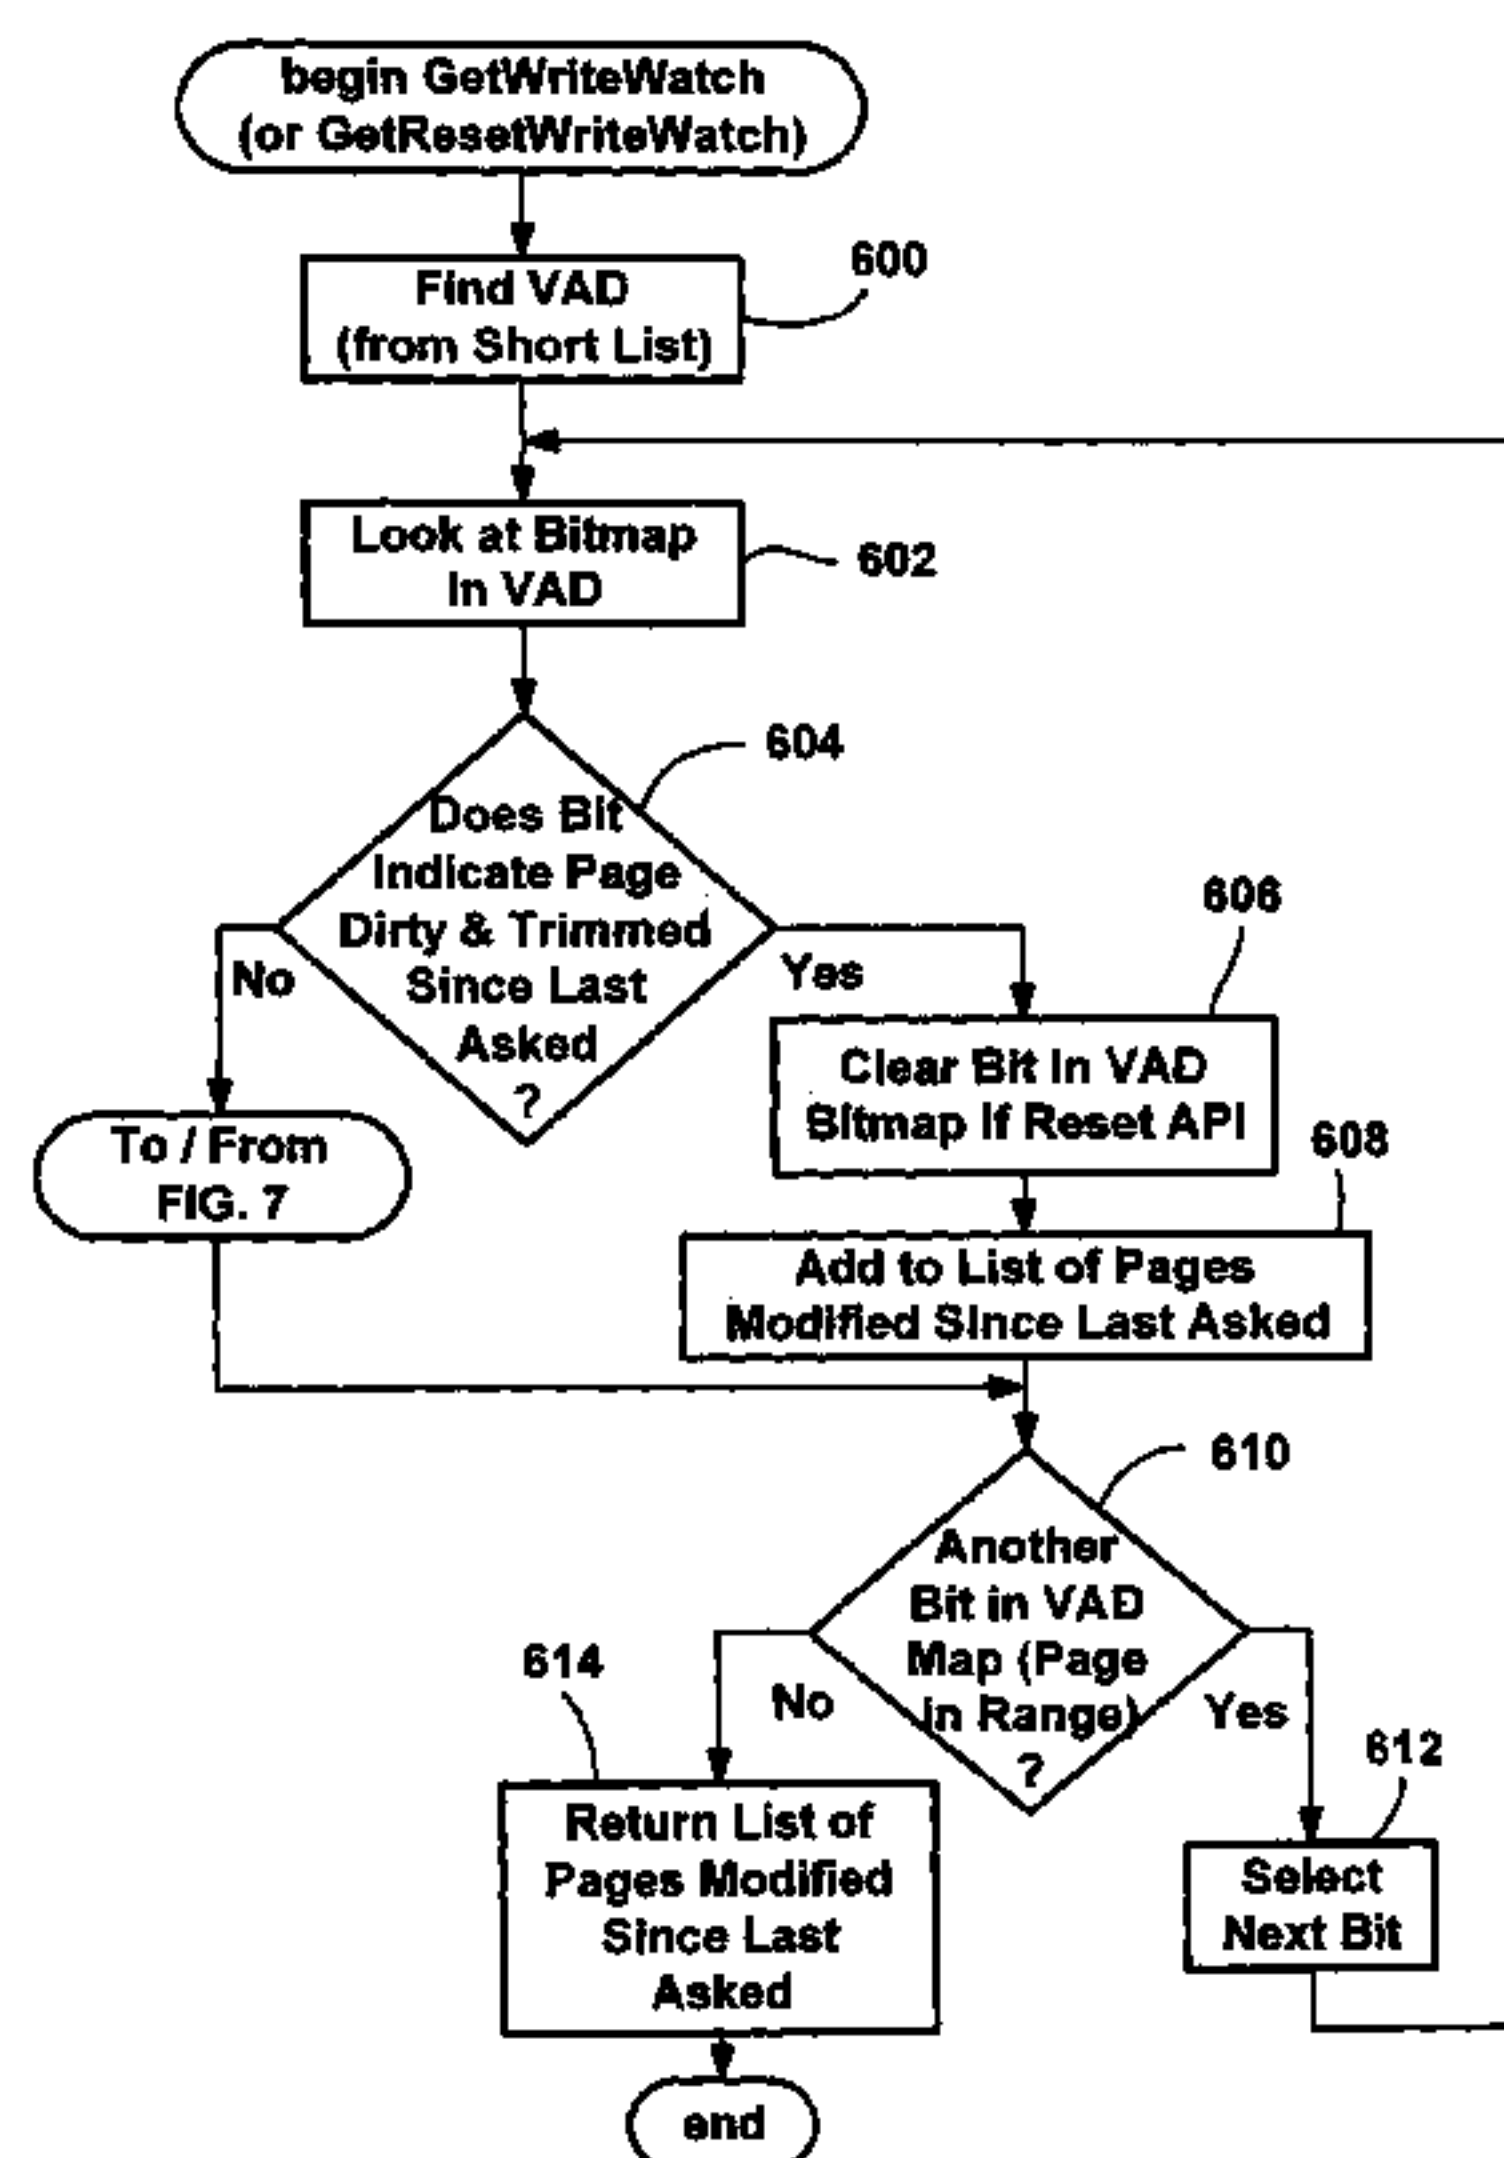 begin GetWriteWatch
(or GetResetWriteWatch)
600
Find VAD
(from Short List)
Look at Bitmap
In VAD
602
604
Does Bit
Indicate Page
Dirty & Trimmed
Since Last
Asked
?
No
Yes
606
Clear Bit In VAD
Bitmap If Reset API
To / From
FIG. 7
608
Add to List of Pages
Modified Since Last Asked
610
Another
Bit in VAD
Map (Page
in Range)
?
No
Yes
614
612
Return List of
Pages Modified
Since Last
Asked
Select
Next Bit
end